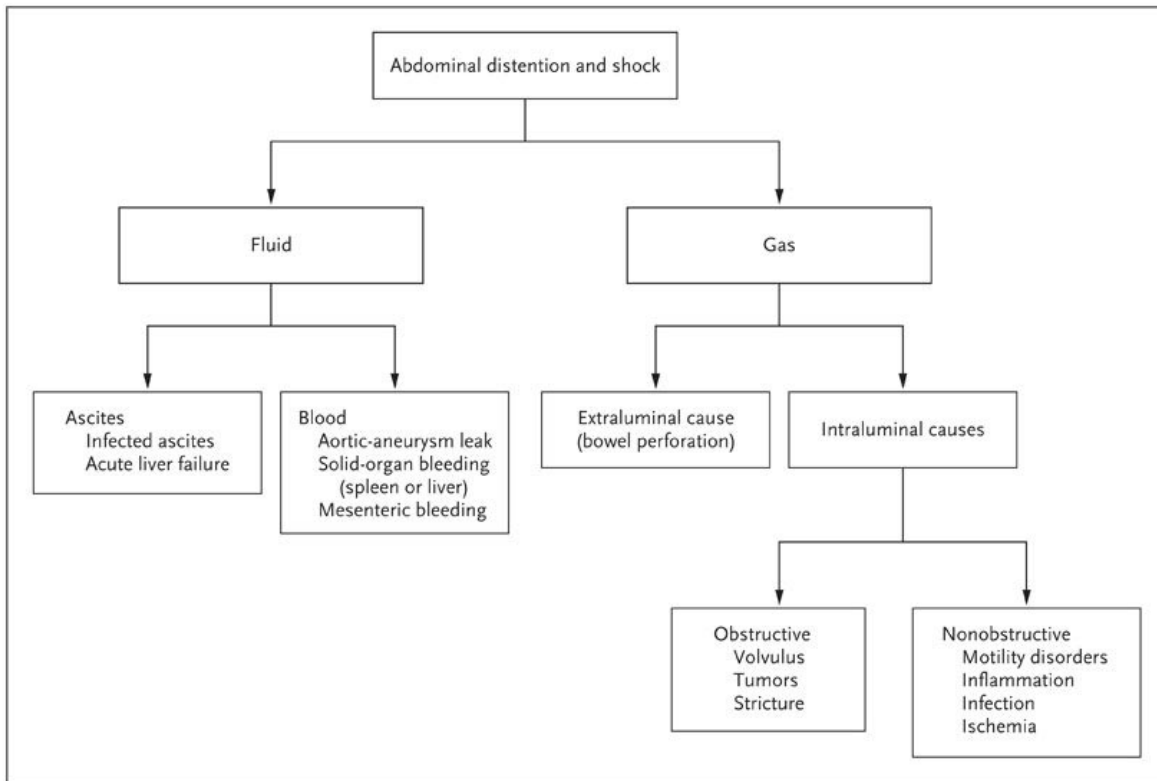 Abdominal distention and shock
Fluid
Gas
Ascites
Infected ascites
Acute liver failure
Blood
Aortic-aneurysm leak
Solid-organ bleeding
(spleen or liver)
Mesenteric bleeding
Extraluminal cause
(bowel perforation)
Intraluminal causes
Obstructive
Volvulus
Tumors
Stricture
Nonobstructive
Motility disorders
Inflammation
Infection
Ischemia